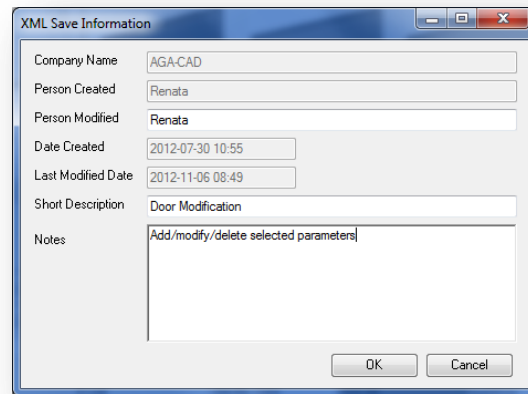 XML Save Information
Company Name AGA-CAD
Person Created Renata
Person Modified Renata
Date Created 2012-07-30 10:55
Last Modified Date 2012-11-06 08:49
Short Description Door Modification
Notes Add/modify/delete selected parameters
OK Cancel